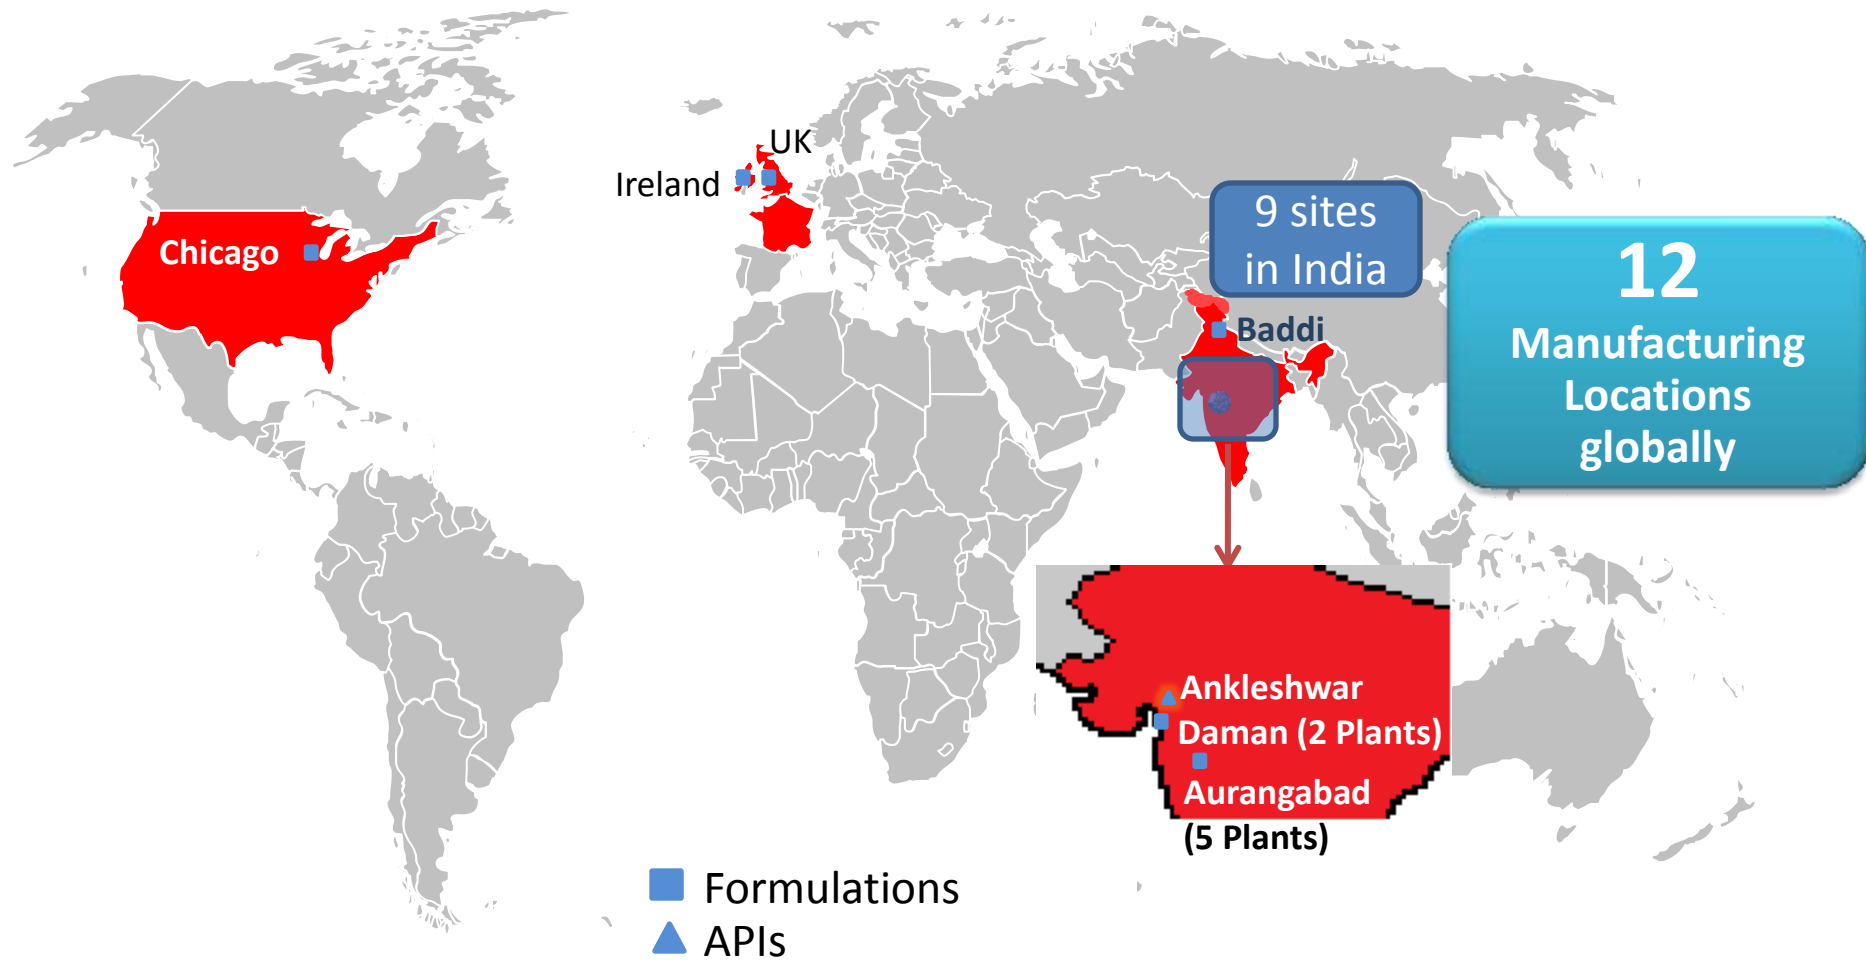 UK
Ireland
Chicago
9 sites
in India
12
Manufacturing
Locations
globally
Baddi
Ankleshwar
Daman (2 Plants)
Aurangabad
(5 Plants)
Formulations
APIs